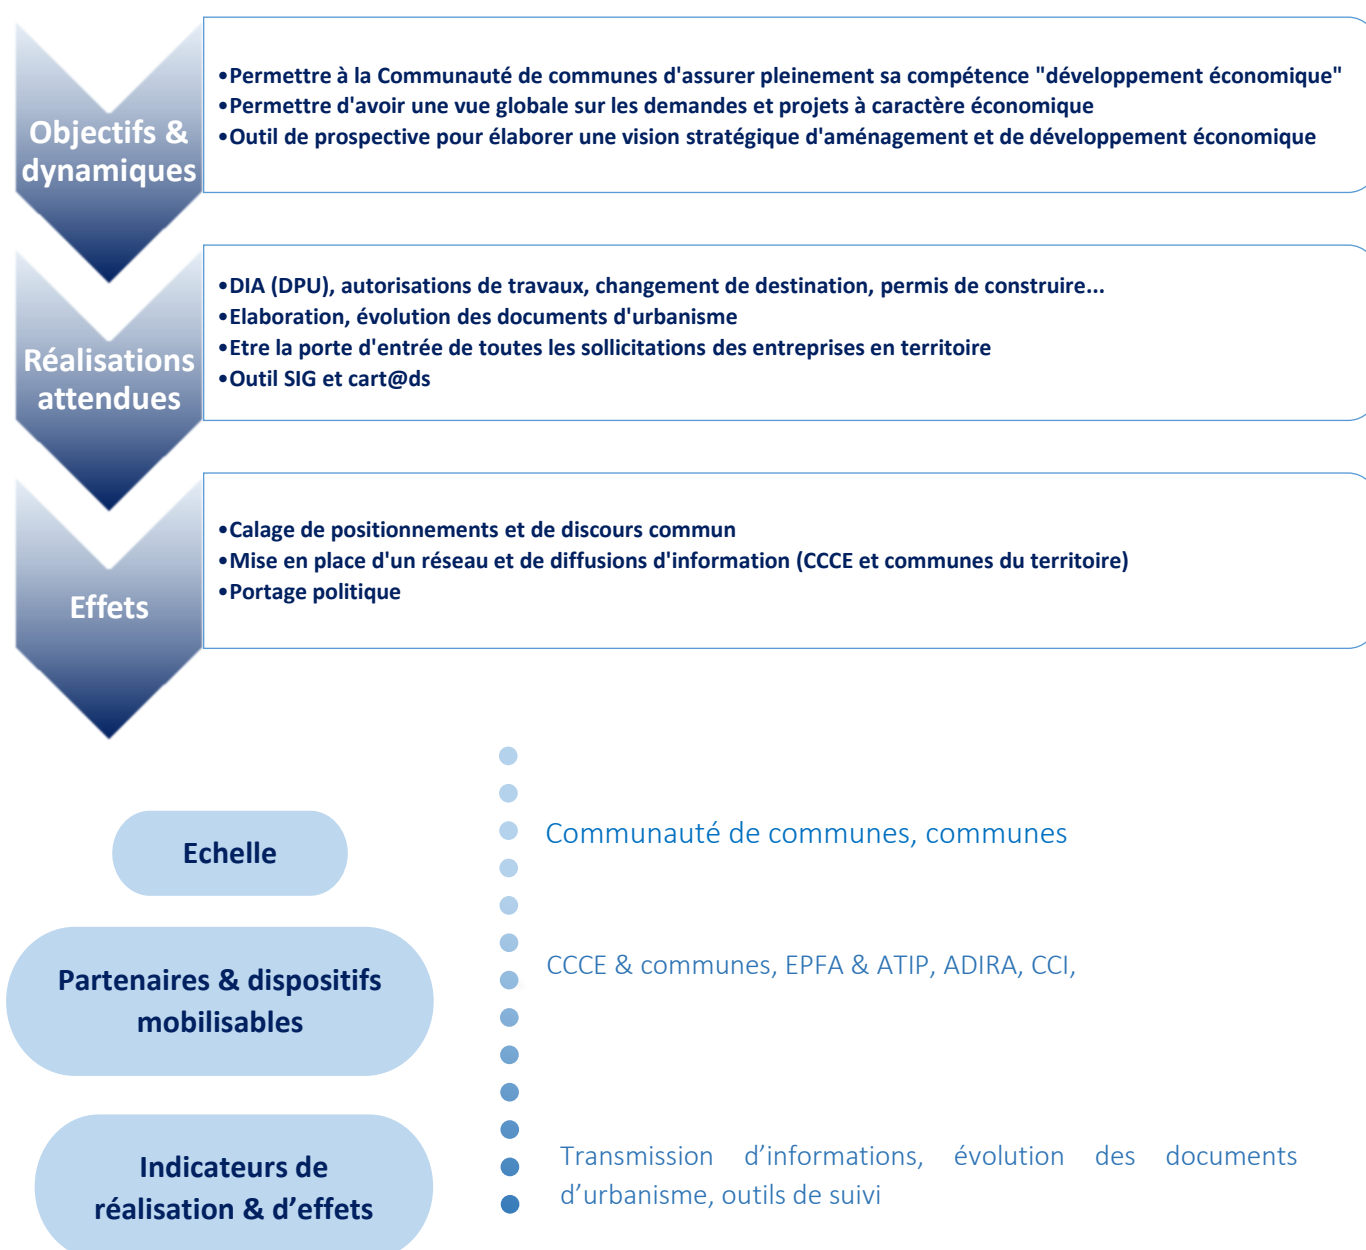 Objectifs &
dynamiques
•Permettre à la Communauté de communes d'assurer pleinement sa compétence "développement économique"
•Permettre d'avoir une vue globale sur les demandes et projets à caractère économique
•Outil de prospective pour élaborer une vision stratégique d'aménagement et de développement économique
Réalisations
attendues
•DIA (DPU), autorisations de travaux, changement de destination, permis de construire...
•Elaboration, évolution des documents d'urbanisme
•Etre la porte d'entrée de toutes les sollicitations des entreprises en territoire
•Outil SIG et cart@ds
Effets
•Calage de positionnements et de discours commun
•Mise en place d'un réseau et de diffusions d'information (CCCE et communes du territoire)
•Portage politique
Echelle
Communauté de communes, communes
Partenaires & dispositifs
mobilisables
CCCE & communes, EPFA & ATIP, ADIRA, CCI,
Indicateurs de
réalisation & d’effets
Transmission d’informations, évolution des documents
d’urbanisme, outils de suivi